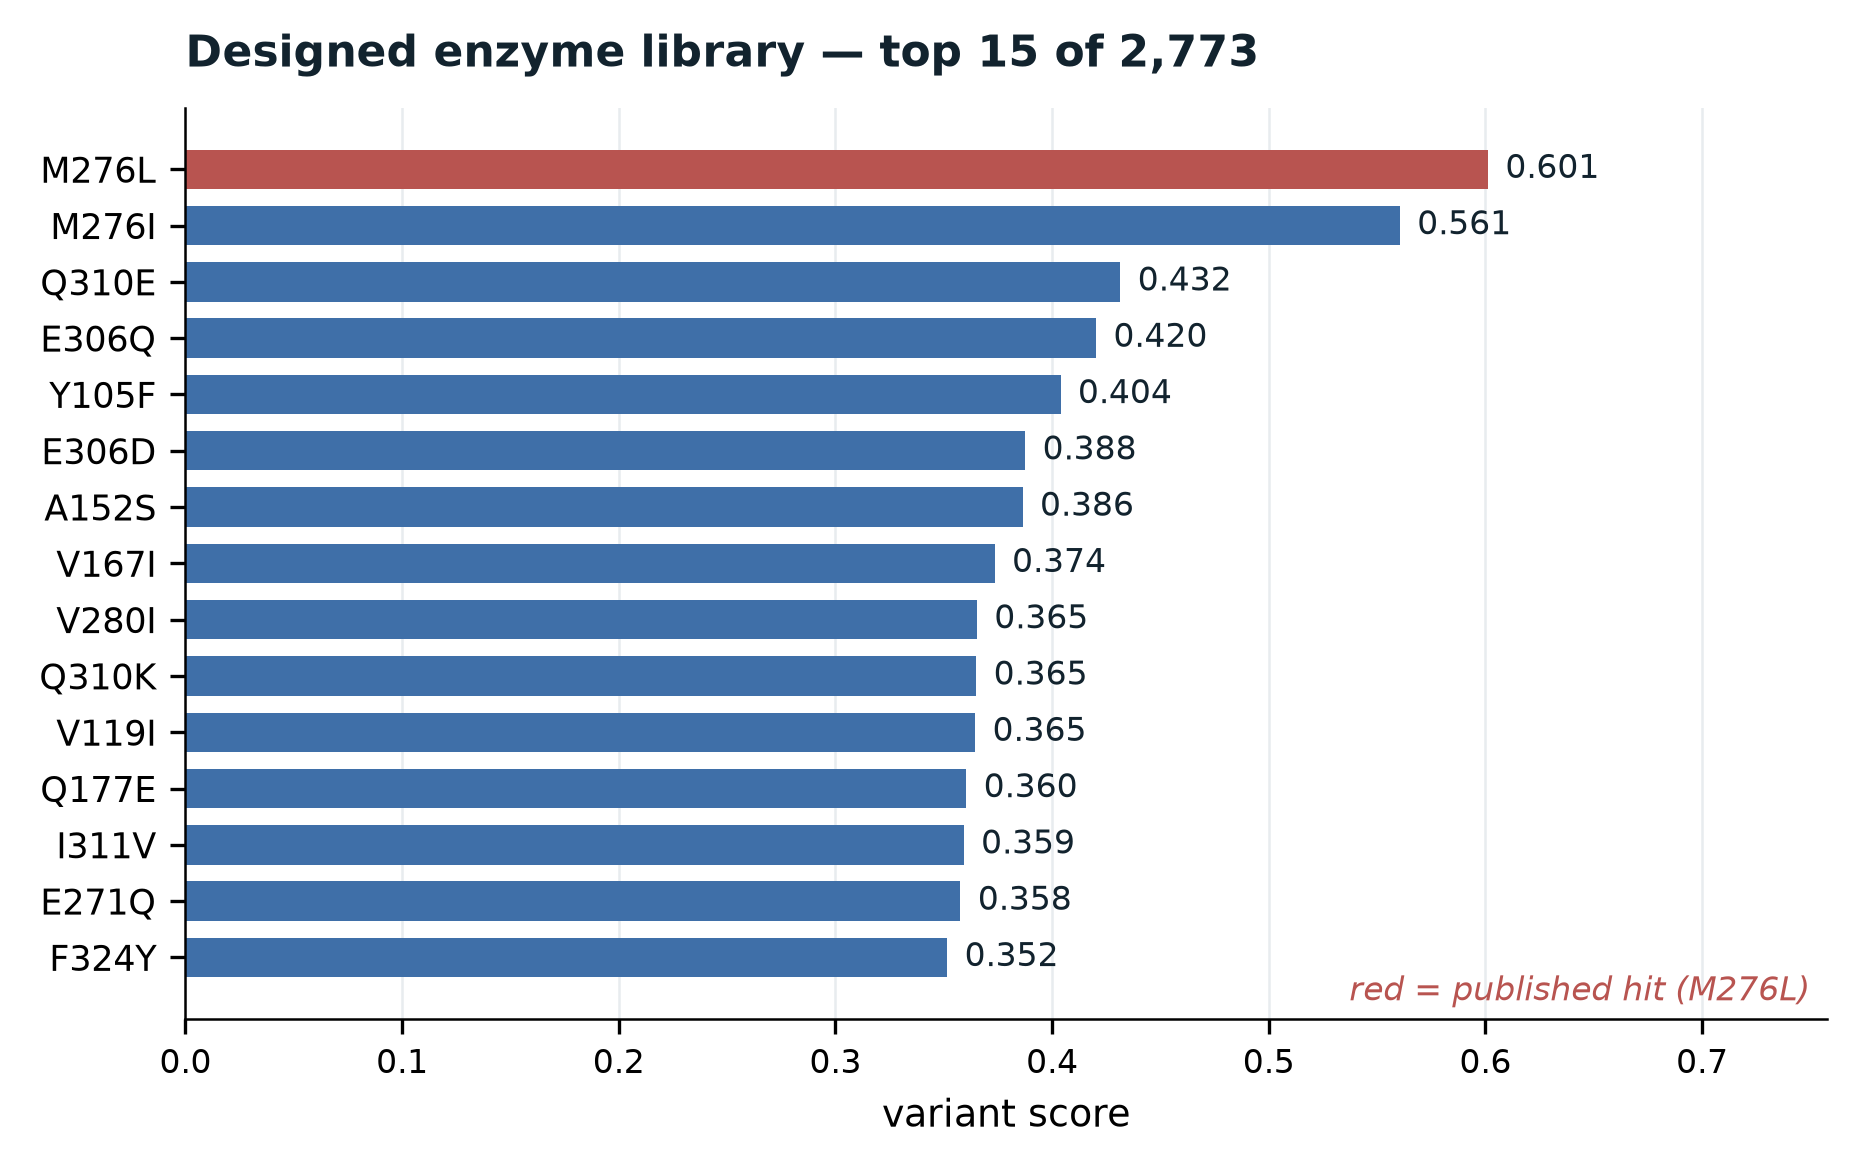 Designed enzyme library — top 15 of 2,773
M276L 0.601
M276I 0.561
Q310E 0.432
E306Q 0.420
Y105F 0.404
E306D 0.388
A152S 0.386
V167I 0.374
V280I 0.365
Q310K 0.365
V119I 0.365
Q177E 0.360
I311V 0.359
E271Q 0.358
F324Y 0.352
red = published hit (M276L)
0.0 0.1 0.2 0.3 0.4 0.5 0.6 0.7
variant score